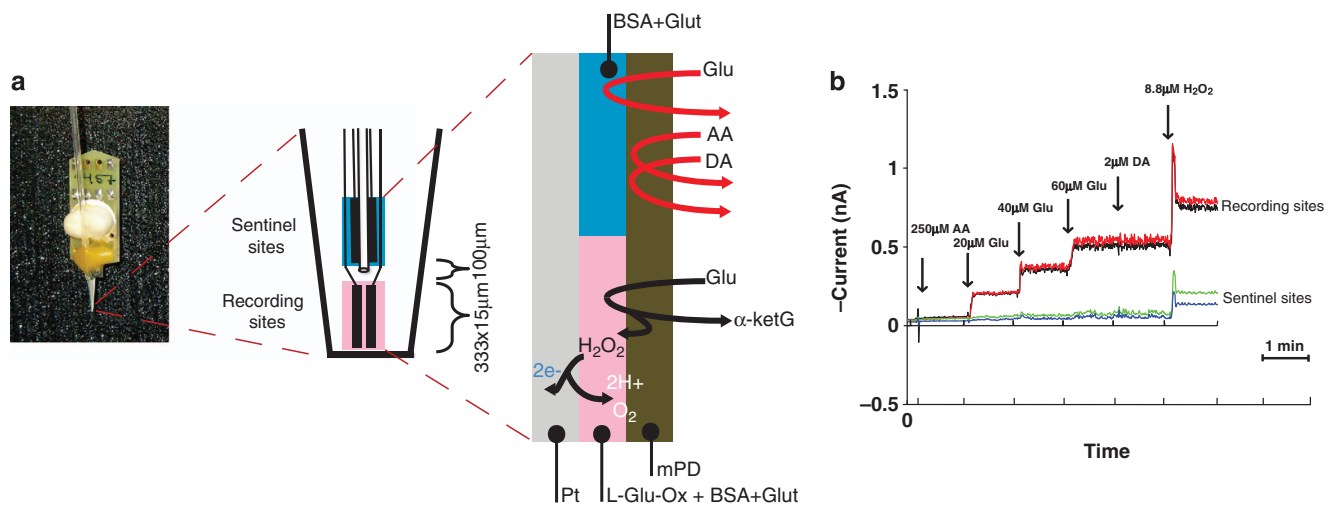 a
Sentinel
sites
Recording
sites
100μm
333x15μm
BSA+Glut
Glu
AA
DA
Glu
α-ketG
H₂O₂
2e-
2H+
O₂
mPD
Pt
L-Glu-Ox + BSA+Glut
b
1.5
1
0.5
0
−0.5
−Current (nA)
250μM AA
20μM Glu
40μM Glu
60μM Glu
2μM DA
8.8μM H₂O₂
Recording sites
Sentinel sites
1 min
0
Time